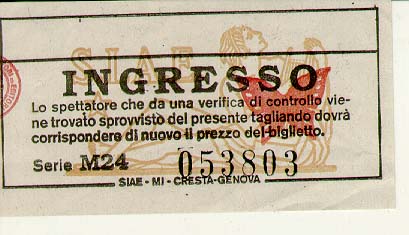 SIAE
INGRESSO
Lo spettatore che da una verifica di controllo vie-
ne trovato sprovvisto del presente tagliando dovrà
corrispondere di nuovo il prezzo del biglietto.
Serie M24 053803
SIAE - MI - CRESTA-GENOVA